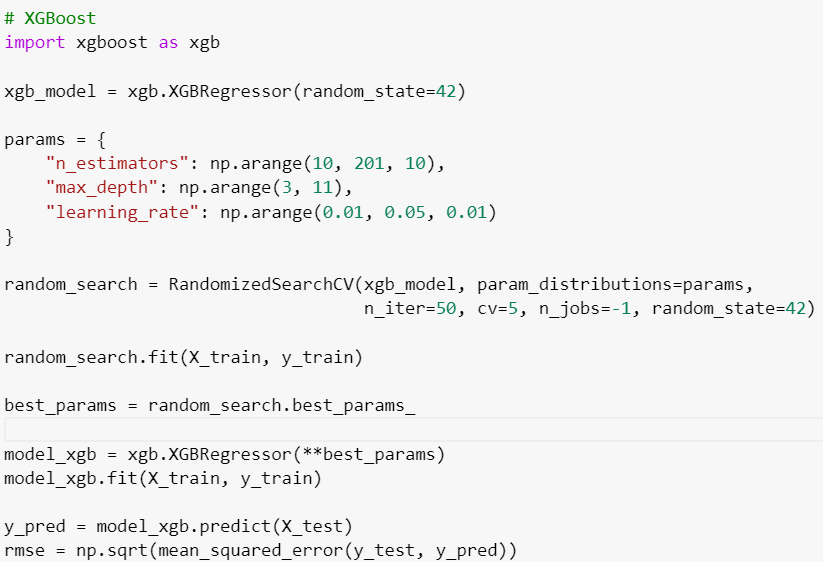 # XGBoost
import xgboost as xgb
xgb_model = xgb.XGBRegressor(random_state=42)
params = {
    "n_estimators": np.arange(10, 201, 10),
    "max_depth": np.arange(3, 11),
    "learning_rate": np.arange(0.01, 0.05, 0.01)
}
random_search = RandomizedSearchCV(xgb_model, param_distributions=params,
                                   n_iter=50, cv=5, n_jobs=-1, random_state=42)
random_search.fit(X_train, y_train)
best_params = random_search.best_params_
model_xgb = xgb.XGBRegressor(**best_params)
model_xgb.fit(X_train, y_train)
y_pred = model_xgb.predict(X_test)
rmse = np.sqrt(mean_squared_error(y_test, y_pred))